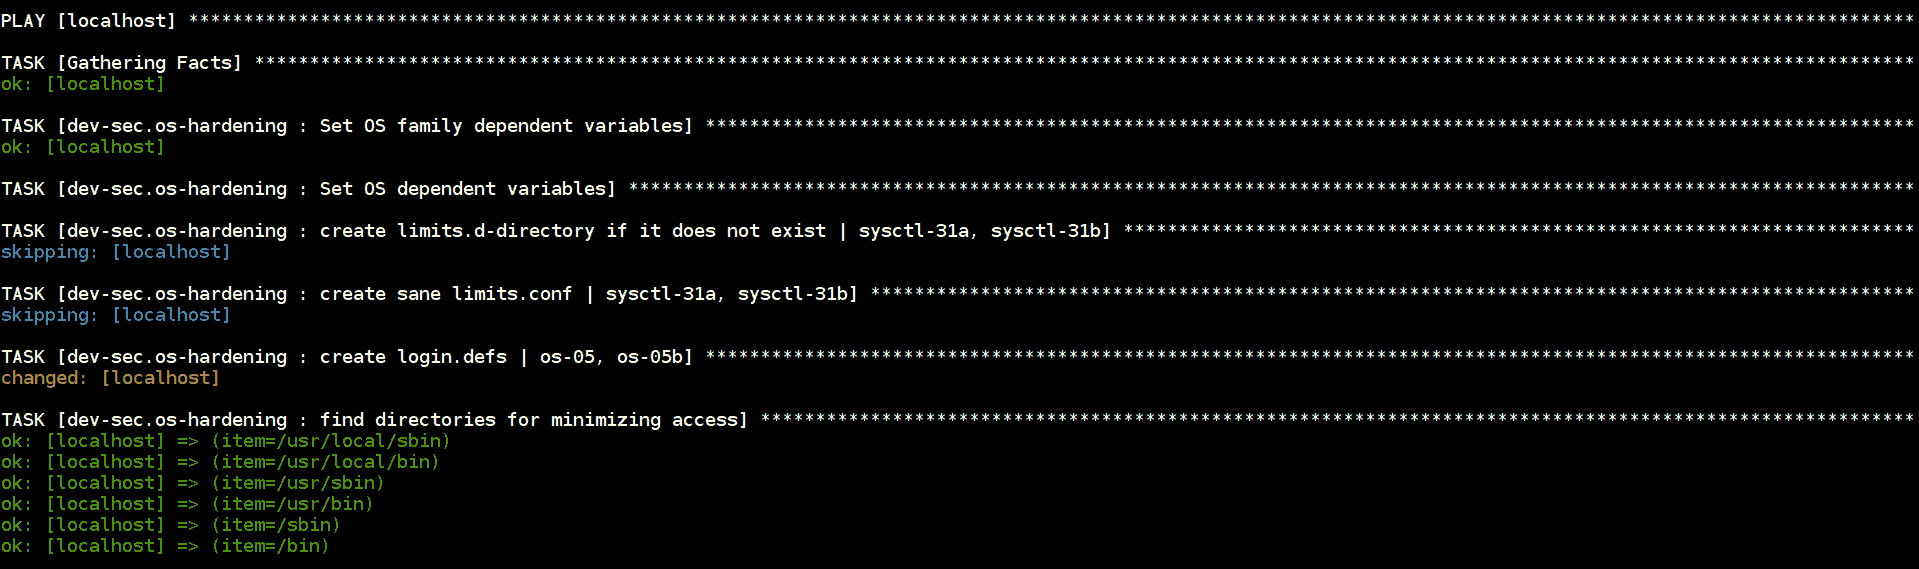 PLAY [localhost] *************************************************************************************************************************************************************
TASK [Gathering Facts] *******************************************************************************************************************************************************
ok: [localhost]
TASK [dev-sec.os-hardening : Set OS family dependent variables] **************************************************************************************************************
ok: [localhost]
TASK [dev-sec.os-hardening : Set OS dependent variables] *********************************************************************************************************************
TASK [dev-sec.os-hardening : create limits.d-directory if it does not exist | sysctl-31a, sysctl-31b] ************************************************************************
skipping: [localhost]
TASK [dev-sec.os-hardening : create sane limits.conf | sysctl-31a, sysctl-31b] ***********************************************************************************************
skipping: [localhost]
TASK [dev-sec.os-hardening : create login.defs | os-05, os-05b] **************************************************************************************************************
changed: [localhost]
TASK [dev-sec.os-hardening : find directories for minimizing access] *********************************************************************************************************
ok: [localhost] => (item=/usr/local/sbin)
ok: [localhost] => (item=/usr/local/bin)
ok: [localhost] => (item=/usr/sbin)
ok: [localhost] => (item=/usr/bin)
ok: [localhost] => (item=/sbin)
ok: [localhost] => (item=/bin)